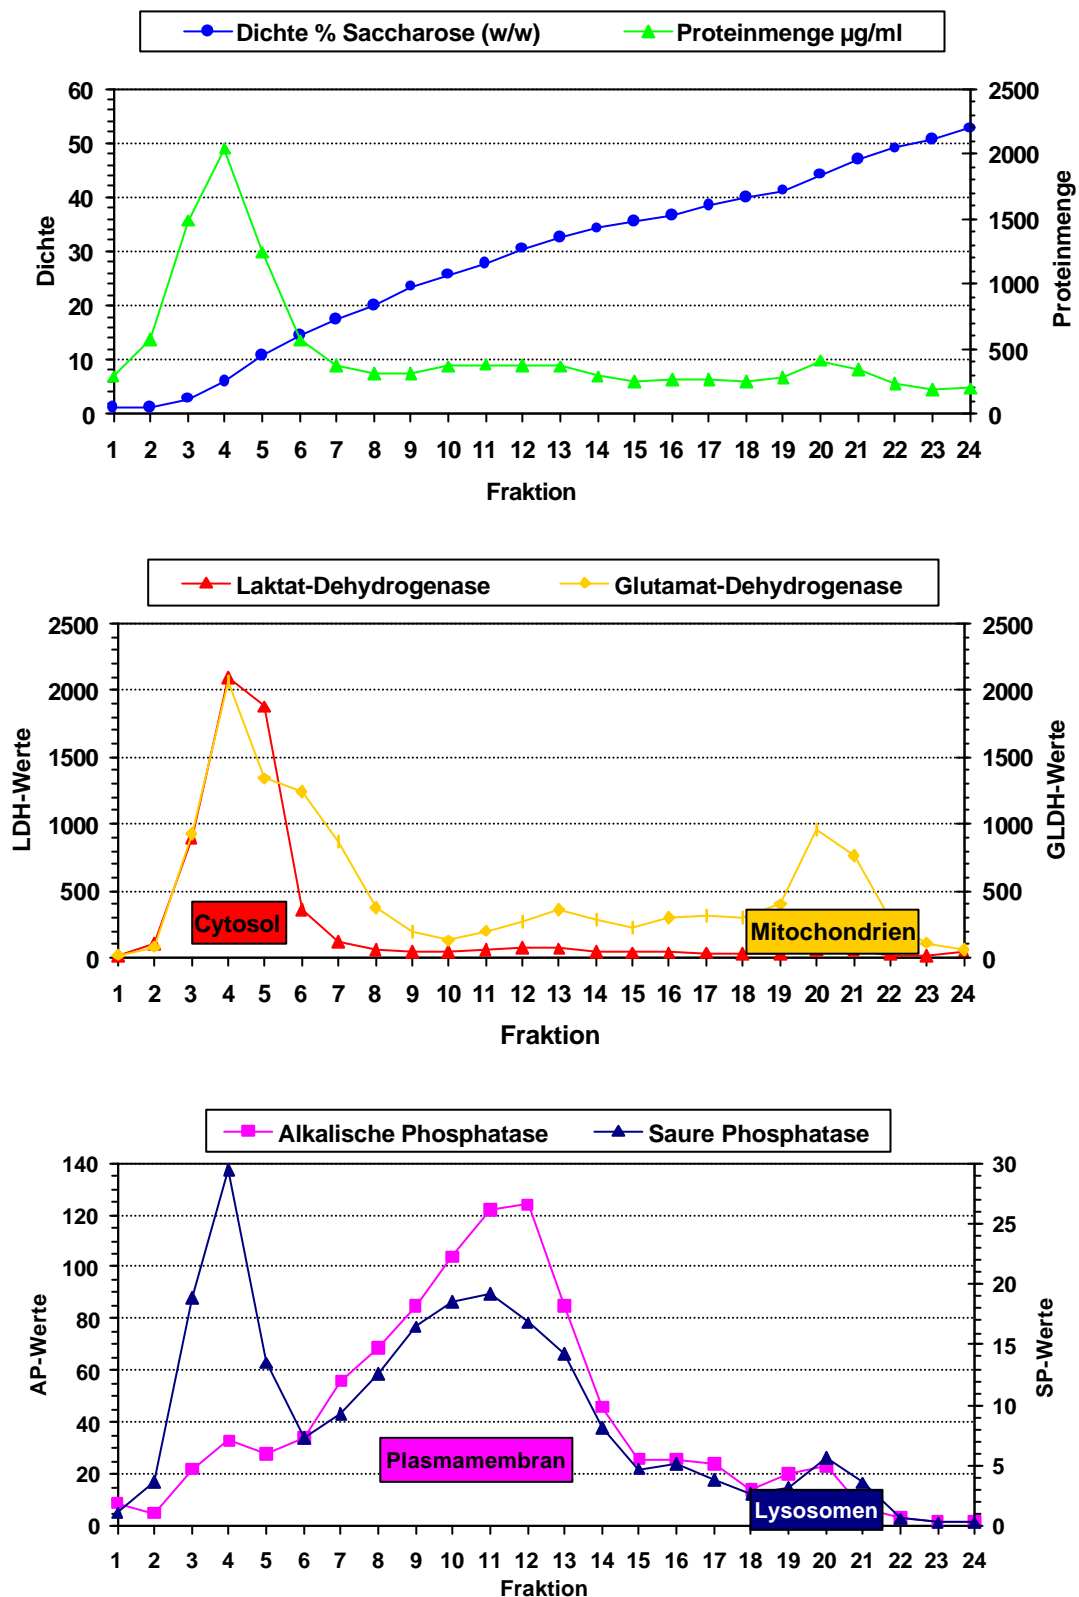 Dichte % Saccharose (w/w) Proteinmenge µg/ml
60 2500
50 2000
40 1500
30 1000
20 500
10 0
0
Dichte
Proteinmenge
1 2 3 4 5 6 7 8 9 10 11 12 13 14 15 16 17 18 19 20 21 22 23 24
Fraktion
Laktat-Dehydrogenase Glutamat-Dehydrogenase
2500 2500
2000 2000
1500 1500
1000 1000
500 500
0 0
LDH-Werte
GLDH-Werte
Cytosol
Mitochondrien
1 2 3 4 5 6 7 8 9 10 11 12 13 14 15 16 17 18 19 20 21 22 23 24
Fraktion
Alkalische Phosphatase Saure Phosphatase
140 30
120 25
100 20
80 15
60 10
40 5
20 0
0
AP-Werte
SP-Werte
Plasmamembran
Lysosomen
1 2 3 4 5 6 7 8 9 10 11 12 13 14 15 16 17 18 19 20 21 22 23 24
Fraktion